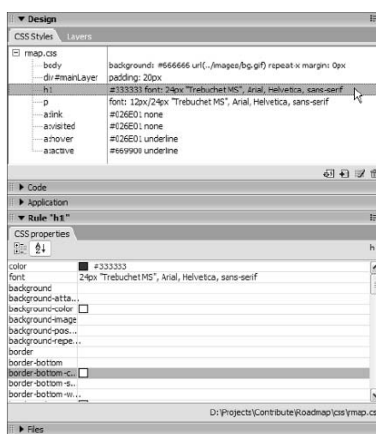 Design
CSS Styles Layers
rmap.css
body background: #666666 url(../images/bg.gif) repeat-x margin: 0px
div#mainLayer padding: 20px
h1 #333333 font: 24px "Trebuchet MS", Arial, Helvetica, sans-serif
p font: 12px/24px "Trebuchet MS", Arial, Helvetica, sans-serif
a:link #026E01 none
a:visited #026E01 none
a:hover #026E01 underline
a:active #669900 underline
Code
Application
Rule "h1"
CSS properties
h
color #333333
font 24px "Trebuchet MS", Arial, Helvetica, sans-serif
background
background-atta...
background-color
background-image
background-pos...
background-repe...
border
border-bottom
border-bottom-c...
border-bottom-s...
border-bottom-w...
D:\Projects\Contribute\Roadmap\css\rmap.cs
Files